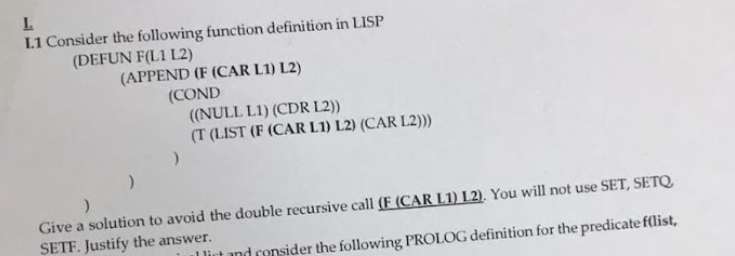 I.
I.1 Consider the following function definition in LISP
(DEFUN F(L1 L2)
(APPEND (F (CAR L1) L2)
(COND
((NULL L1) (CDR L2))
(T (LIST (F (CAR L1) L2) (CAR L2)))
)
)
)
Give a solution to avoid the double recursive call (F (CAR L1) L2). You will not use SET, SETQ,
SETF. Justify the answer.
list and consider the following PROLOG definition for the predicate fflist,